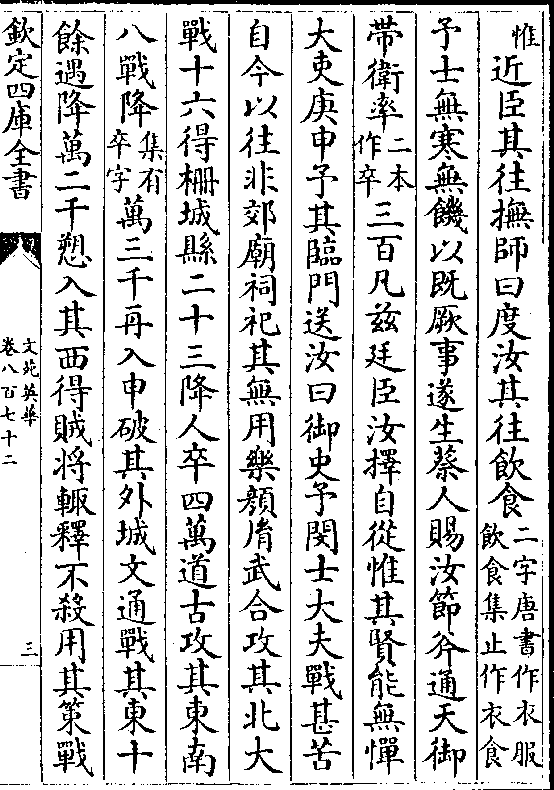 惟近臣其往撫師曰度汝其往飲食二字唐書作衣服飲食集止作衣食
予士無寒無饑以既厥事遂生蔡人賜汝節斧通天御
帶衛率二本作卒三百凡茲廷臣汝擇自從惟其賢能無憚
大吏庚申予其臨門送汝曰御史予閔士大夫戰甚苦
自今以往非郊廟祠祀其無用樂顔𦙍武合攻其北大
戰十六得柵城縣二十三降人卒四萬道古攻其東南
八戰降集有卒字萬三千再入申破其外城文通戰其東十
餘遇降萬二千愬入其西得賊將輙釋不殺用其策戰
欽定四庫全書
文苑英華
卷八百七十二
三